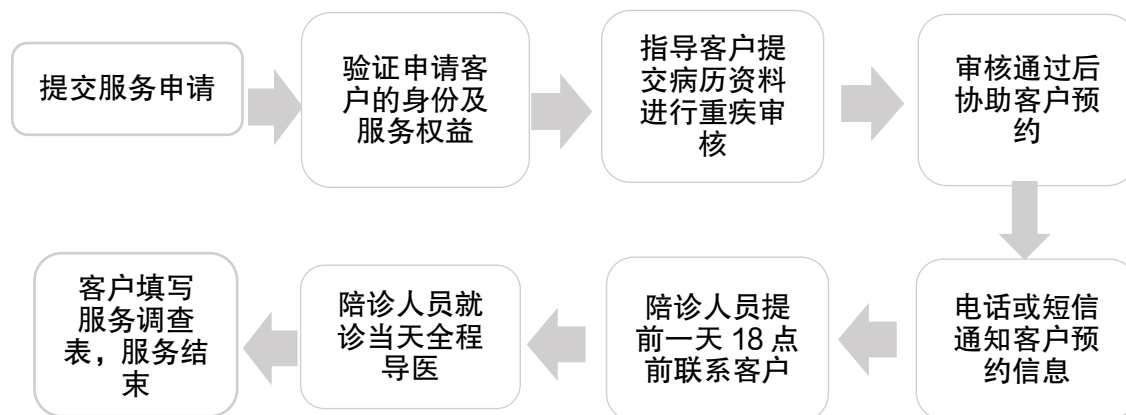 提交服务申请
验证申请客
户的身份及
服务权益
指导客户提
交病历资料
进行重疾审
核
审核通过后
协助客户预
约
电话或短信
通知客户预
约信息
陪诊人员提
前一天 18 点
前联系客户
陪诊人员就
诊当天全程
导医
客户填写
服务调查
表，服务结
束